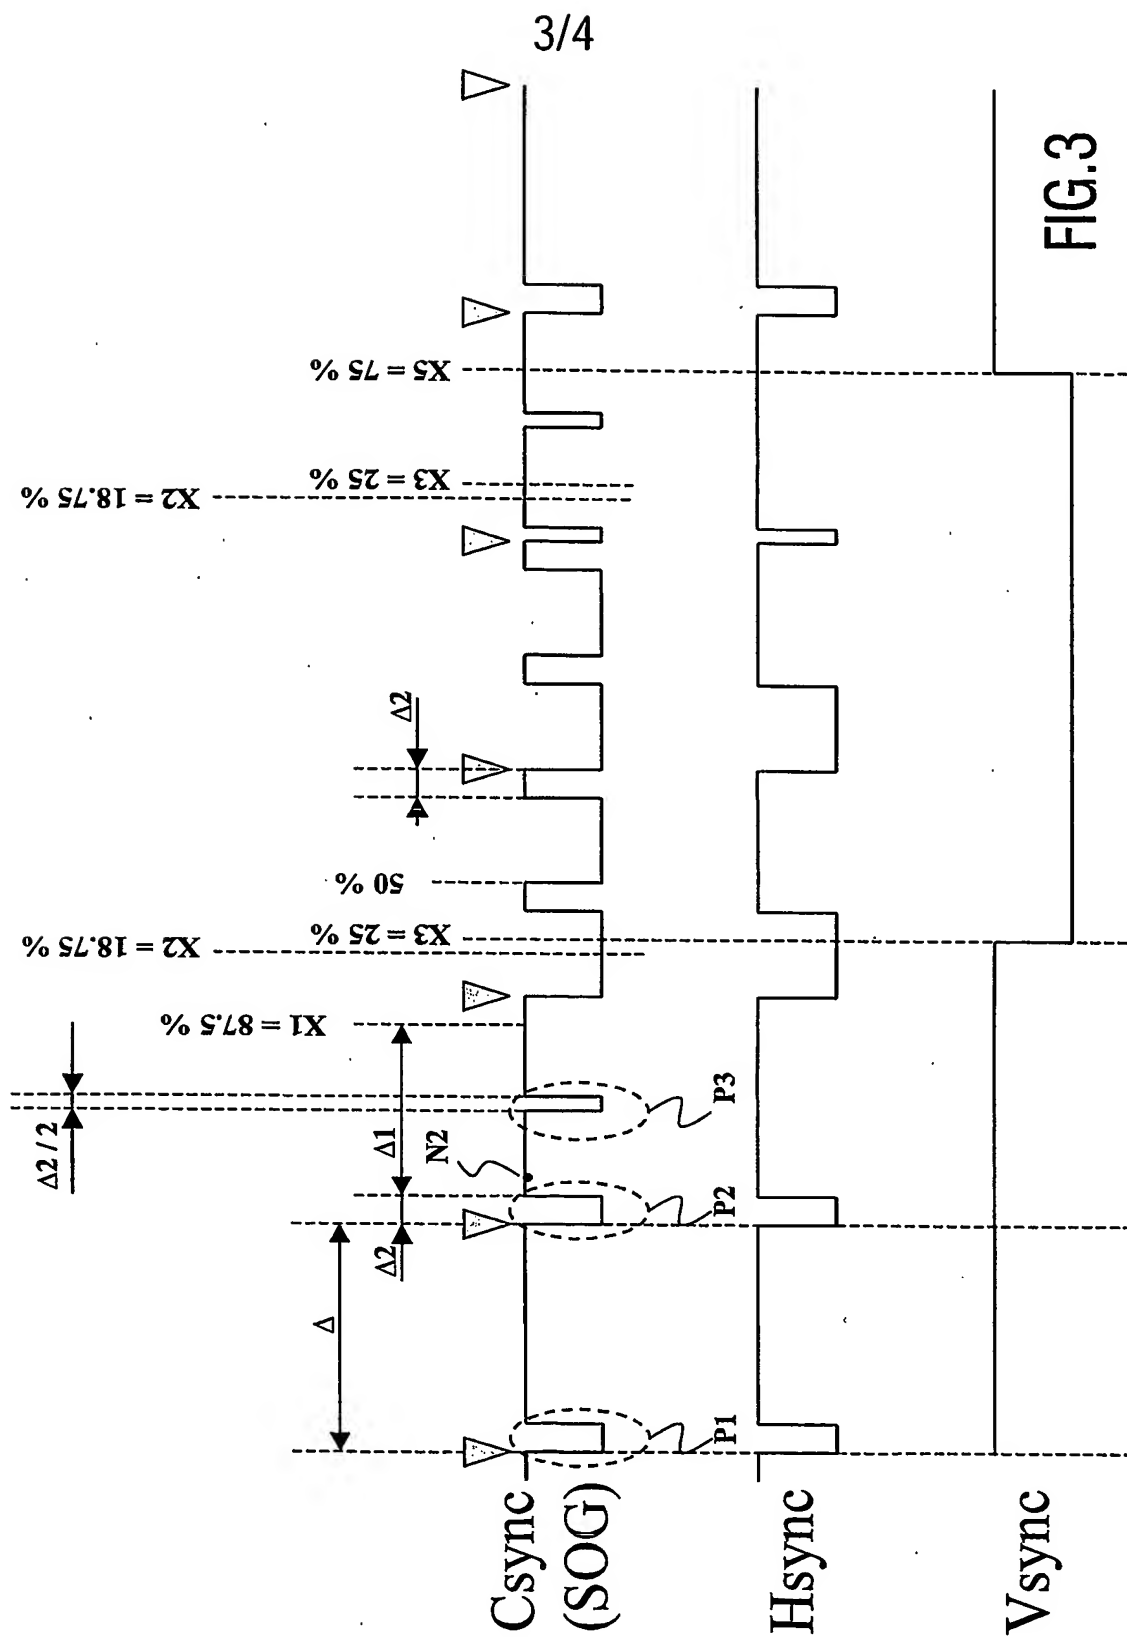 3/4
Δ2 / 2
X2 = 18.75 %
X2 = 18.75 %
X1 = 87.5 %
X3 = 25 %
50 %
X3 = 25 %
X5 = 75 %
Δ
Δ2
Δ1
Δ2
N2
Csync
(SOG)
P1
P2
P3
Hsync
Vsync
FIG.3